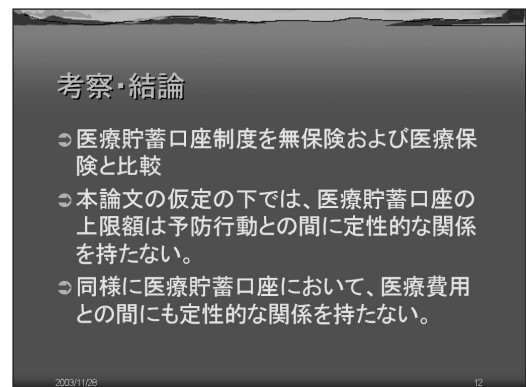 考察・結論
医療貯蓄口座制度を無保険および医療保
険と比較
本論文の仮定の下では、医療貯蓄口座の
上限額は予防行動との間に定性的な関係
を持たない。
同様に医療貯蓄口座において、医療費用
との間にも定性的な関係を持たない。
2003/11/28
12